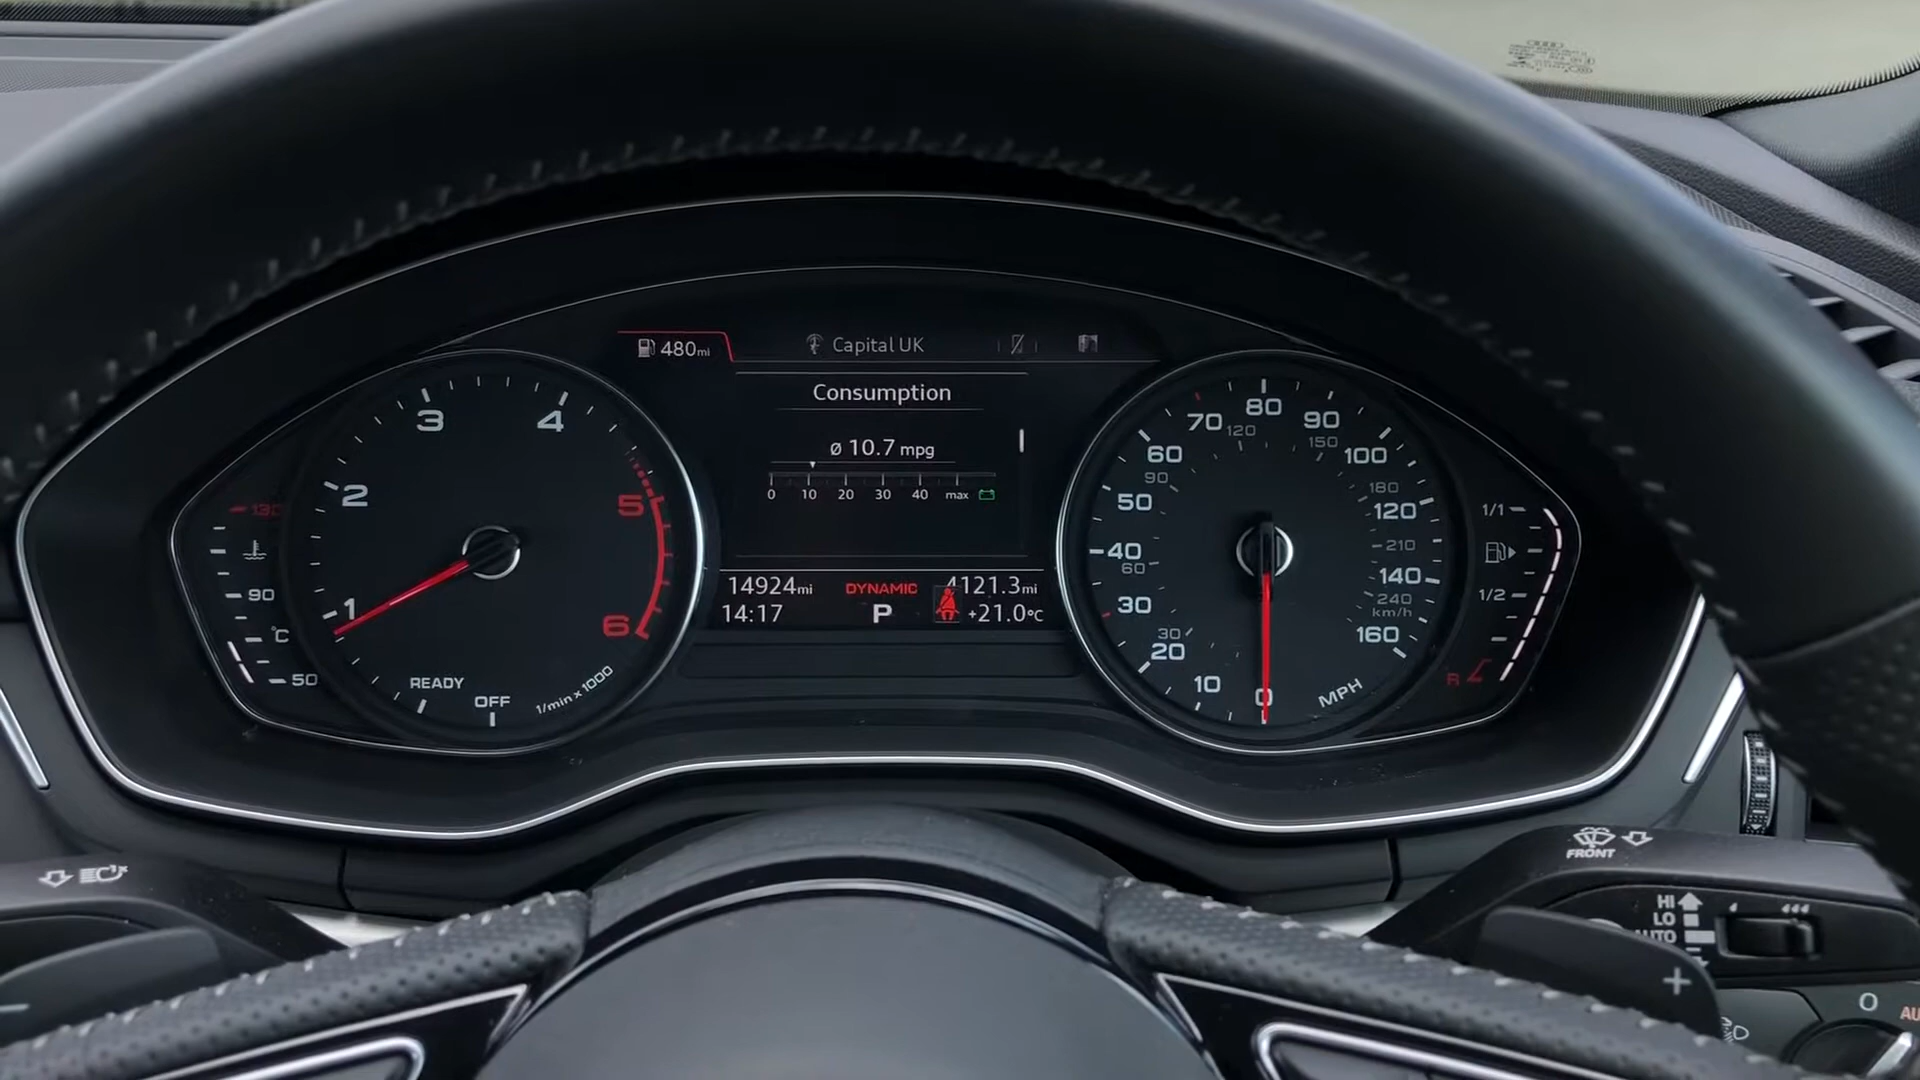 480mi
Capital UK
Consumption
ø 10.7 mpg
0 10 20 30 40 max
14924mi DYNAMIC 4121.3mi
14:17 P +21.0°C
1 2 3 4 5 6
READY
OFF
1/min x 1000
130
90
°C
50
0 10 20 30 40 50 60 70 80 90 100 120 140 160
MPH
30 60 90 120 150 180 210 240
km/h
1/1
1/2
R
FRONT
HI
LO
AUTO
+
−
O
AU